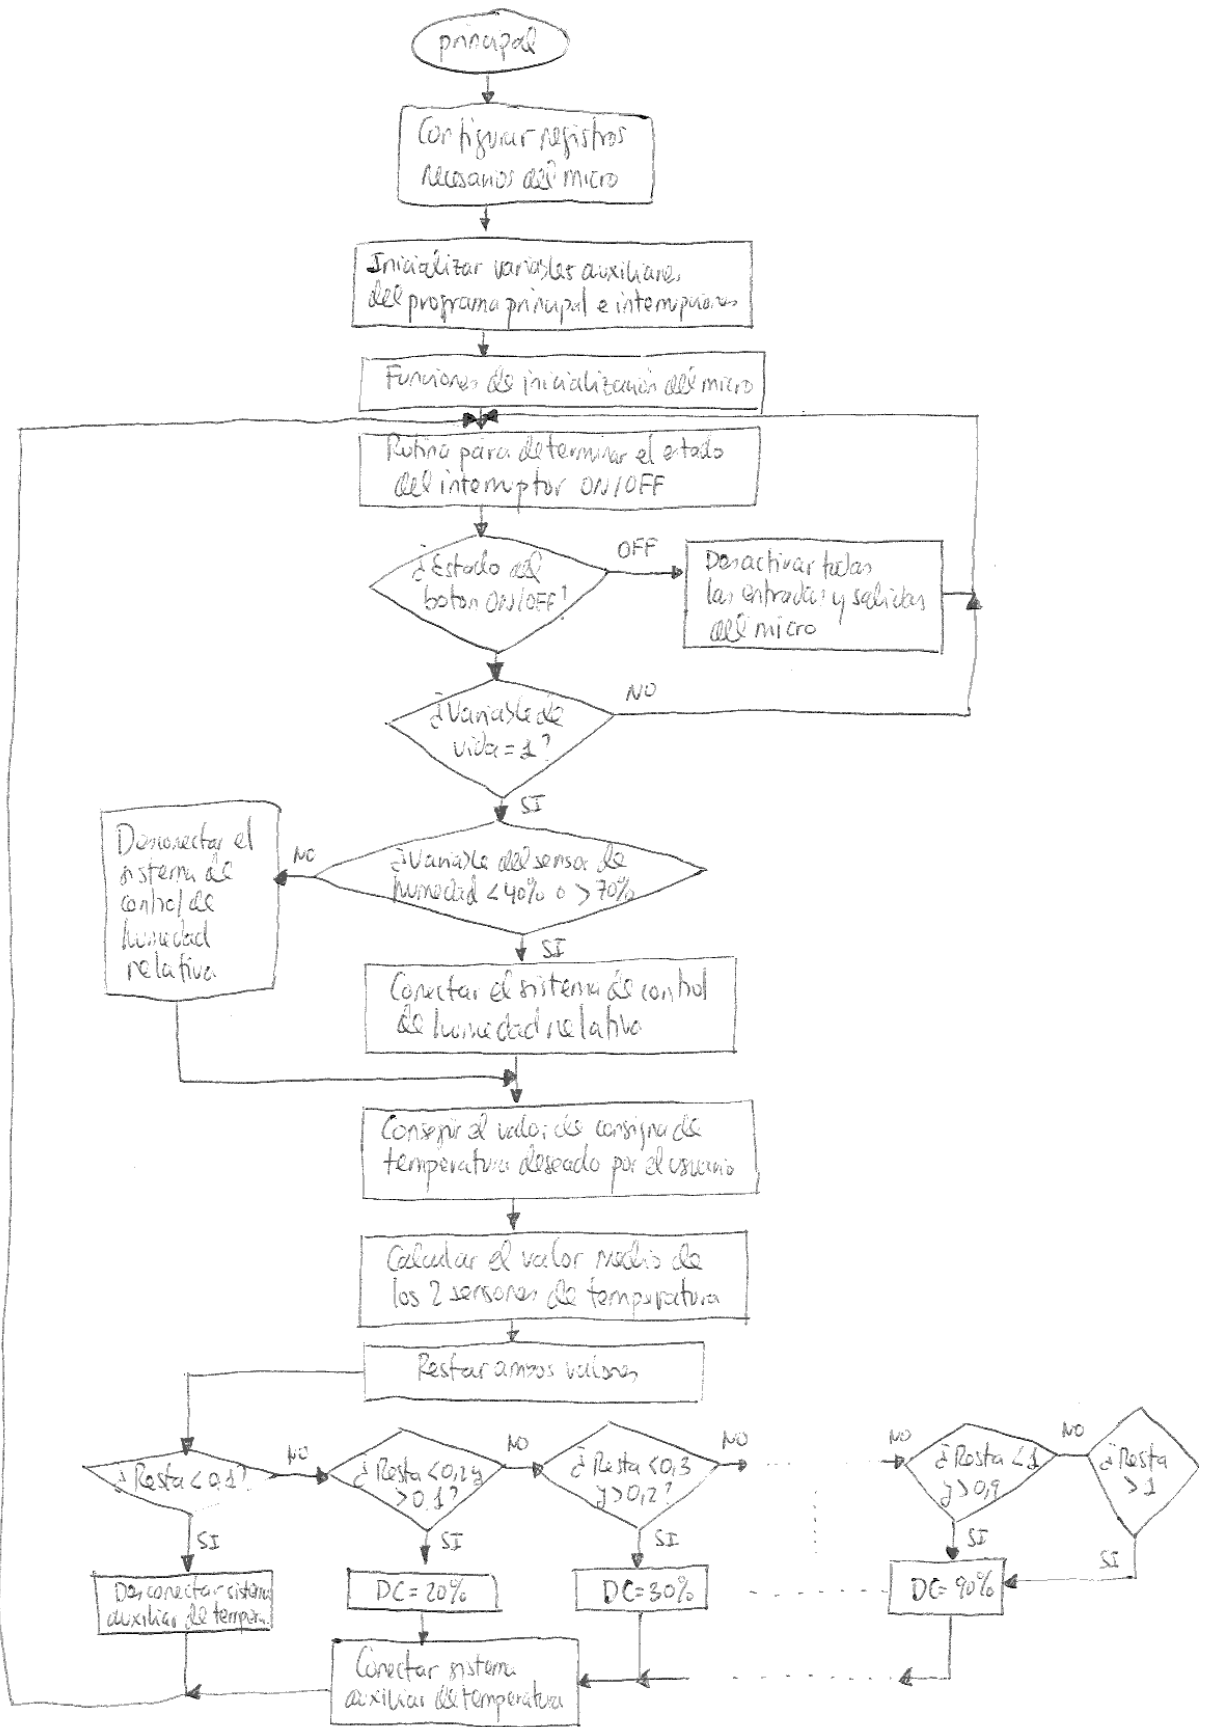 principal
Configurar registros
necesarios del micro
Inicializar variables auxiliares
del programa principal e interrupciones
Funciones de inicialización del micro
Rutina para determinar el estado
del interruptor ON/OFF
¿Estado del
boton ON/OFF?
OFF
Desactivar todas
las entradas y salidas
del micro
¿Variable de
vida = 1?
NO
SI
¿Variable del sensor de
humedad < 40% o > 70%
NO
Desconectar el
sistema de
control de
humedad
relativa
SI
Conectar el sistema de control
de humedad relativa
Conseguir el valor de consigna de
temperatura deseado por el usuario
Calcular el valor medio de
los 2 sensores de temperatura
Restar ambos valores
¿Resta < 0,1?
NO
¿Resta < 0,2 y
> 0,1?
NO
¿Resta < 0,3
y > 0,2?
NO
NO
¿Resta < 1
y > 0,9
NO
¿Resta
> 1
SI
SI
SI
SI
SI
Desconectar sistema
auxiliar de tempera.
DC = 20%
DC = 30%
DC = 90%
Conectar sistema
auxiliar de temperatura